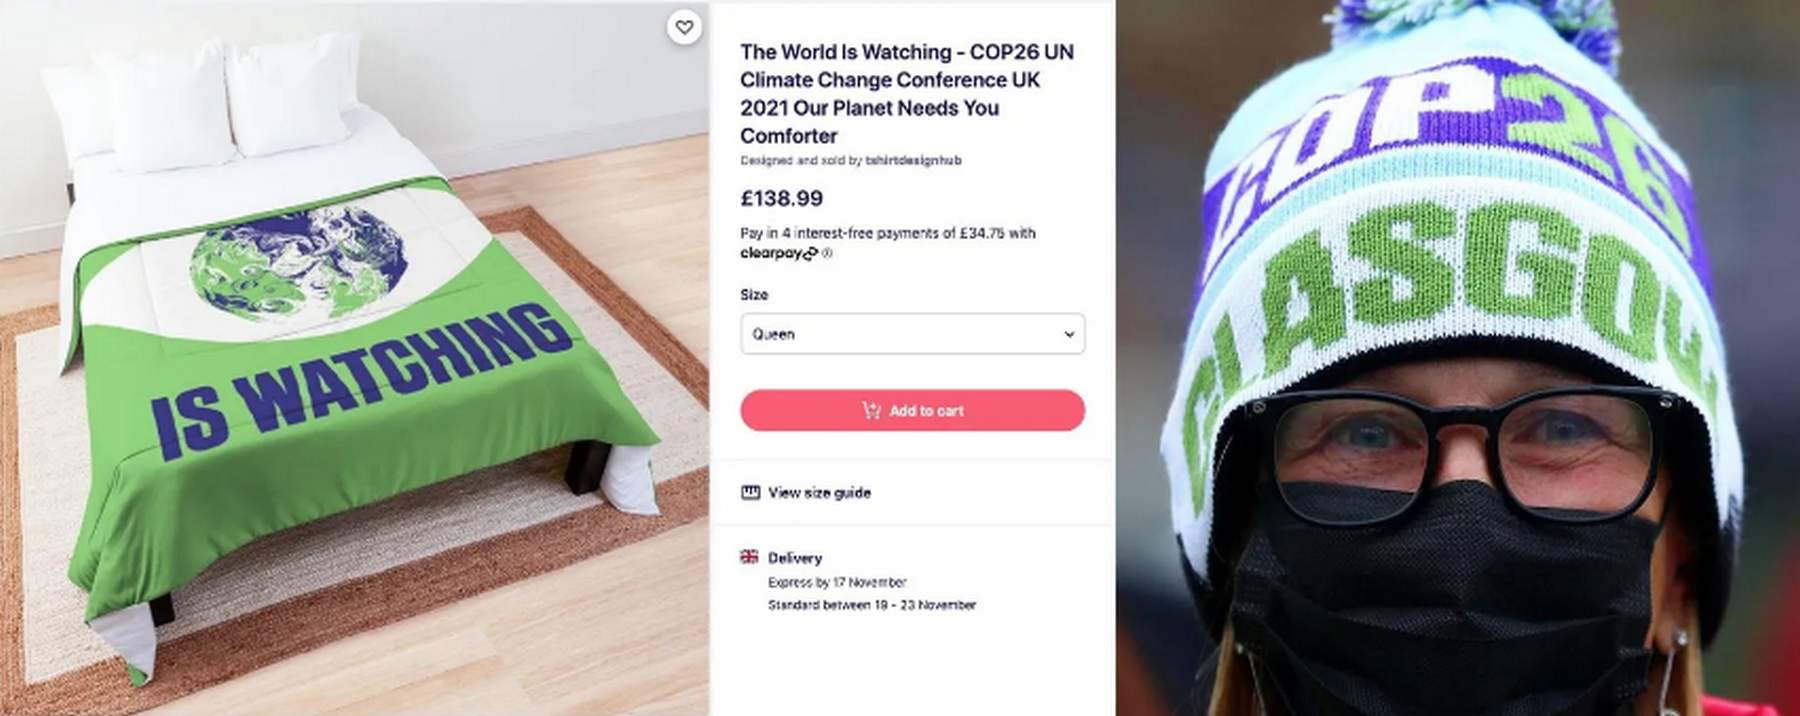 IS WATCHING
The World Is Watching - COP26 UN
Climate Change Conference UK
2021 Our Planet Needs You
Comforter
Designed and sold by tshirtdesignhub
£138.99
Pay in 4 interest-free payments of £34.75 with
clearpay
Size
Queen
Add to cart
View size guide
Delivery
Express by 17 November
Standard between 19 - 23 November
COP26
GLASGOW